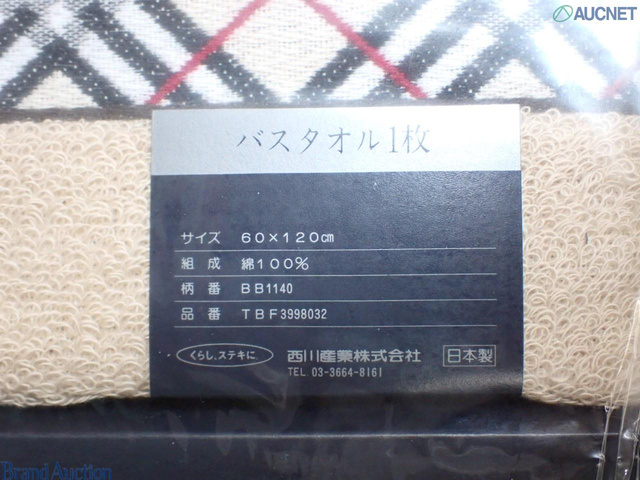 AUCNET
バスタオル1枚
サイズ 60×120cm
組成 綿100%
柄番 BB1140
品番 TBF3998032
くらし、ステキに。 西川産業株式会社 日本製
TEL 03-3664-8161
Brand Auction